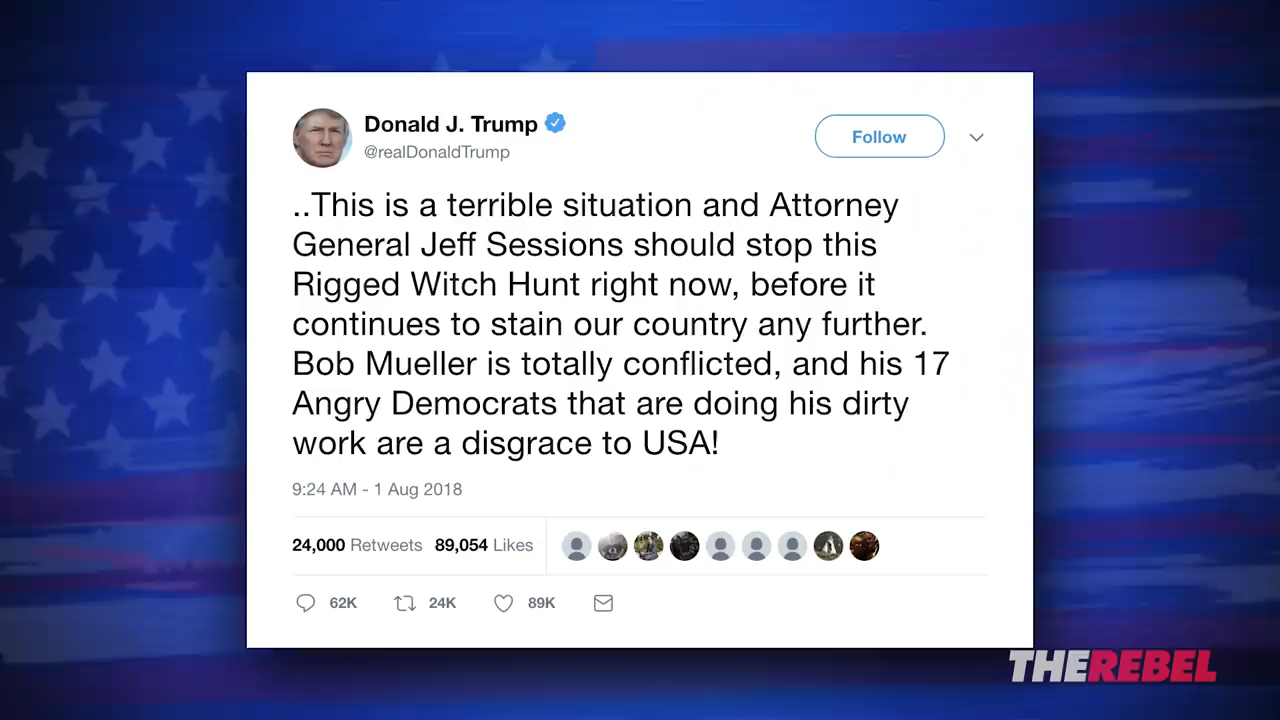 Donald J. Trump
@realDonaldTrump
Follow
..This is a terrible situation and Attorney
General Jeff Sessions should stop this
Rigged Witch Hunt right now, before it
continues to stain our country any further.
Bob Mueller is totally conflicted, and his 17
Angry Democrats that are doing his dirty
work are a disgrace to USA!
9:24 AM - 1 Aug 2018
24,000 Retweets 89,054 Likes
62K 24K 89K
THEREBEL